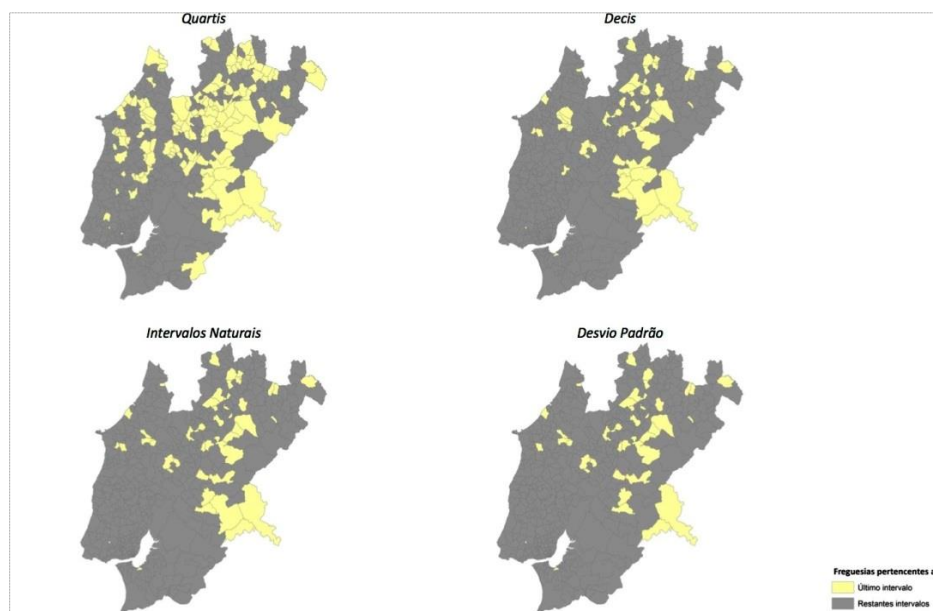 Quartis
Decis
Intervalos Naturais
Desvio Padrão
Freguesias pertencentes a
Último intervalo
Restantes intervalos